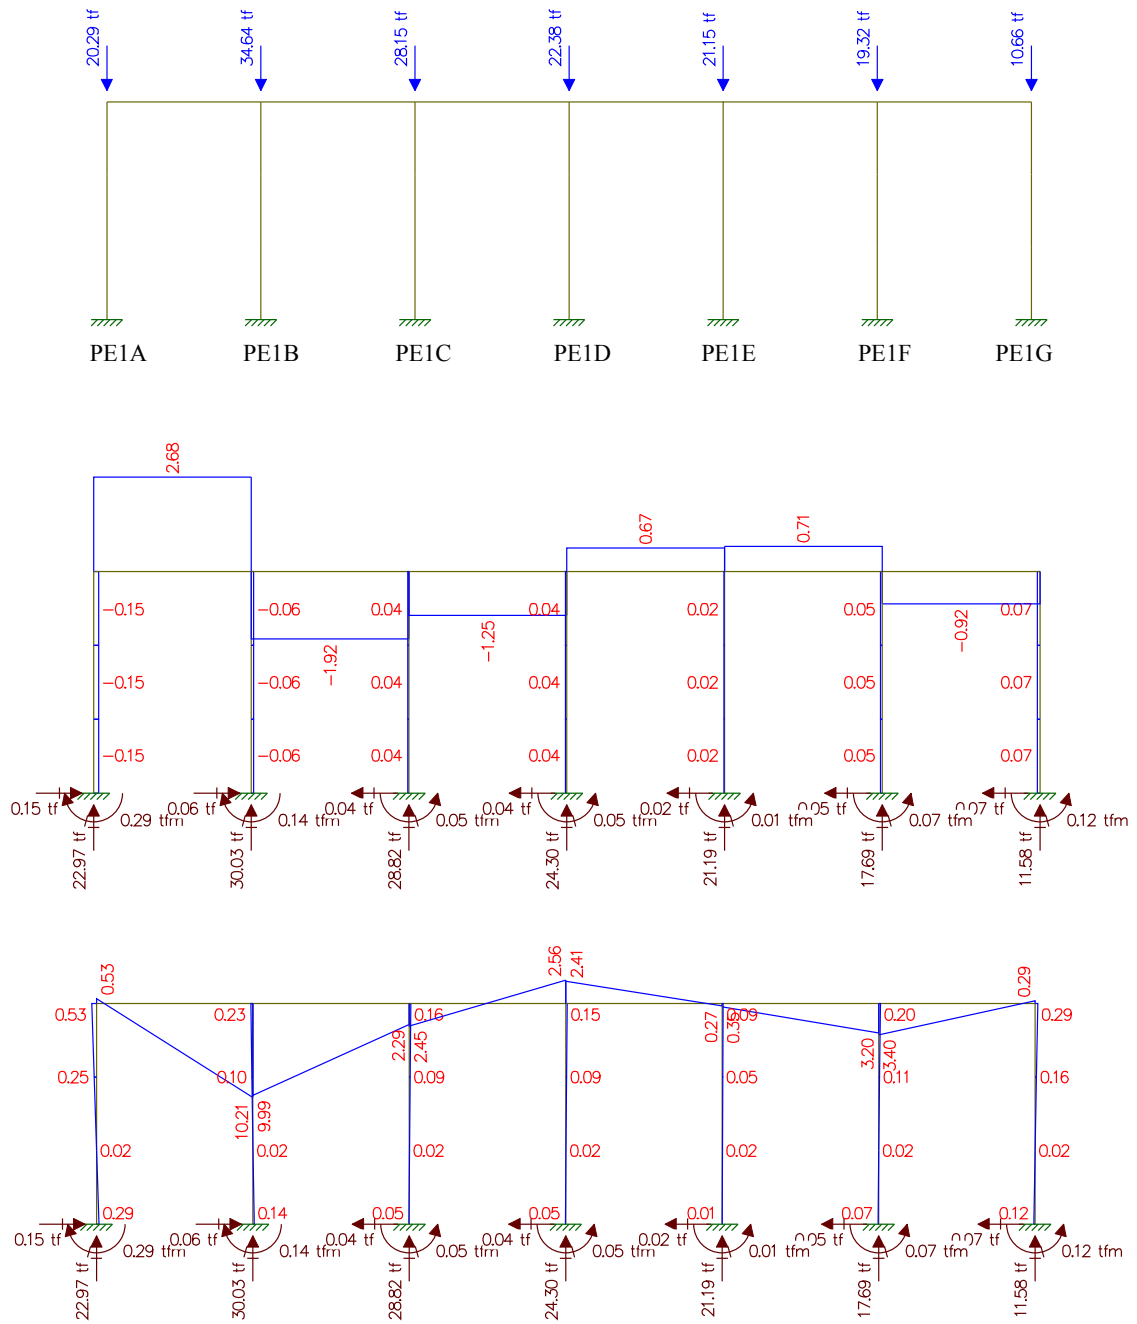 20.29 tf 34.64 tf 28.15 tf 22.38 tf 21.15 tf 19.32 tf 10.66 tf
PE1A PE1B PE1C PE1D PE1E PE1F PE1G
2.68
0.67 0.71
−0.15 −0.06 0.04 0.04 0.02 0.05 0.07
−1.92 −1.25 −0.92
−0.15 −0.06 0.04 0.04 0.02 0.05 0.07
−0.15 −0.06 0.04 0.04 0.02 0.05 0.07
0.15 tf 0.29 tfm 0.06 tf 0.14 tfm 0.04 tf 0.05 tfm 0.04 tf 0.05 tfm 0.02 tf 0.01 tfm 0.05 tf 0.07 tfm 0.07 tf 0.12 tfm
22.97 tf 30.03 tf 28.82 tf 24.30 tf 21.19 tf 17.69 tf 11.58 tf
0.53 2.56 2.41 0.29
0.53 0.23 0.16 0.15 0.09 0.20 0.29
2.29 2.45 0.27 0.35 3.20 3.40
0.25 0.10 0.09 0.09 0.05 0.11 0.16
10.21 9.99
0.02 0.02 0.02 0.02 0.02 0.02 0.02
0.29 0.14 0.05 0.05 0.01 0.07 0.12
0.15 tf 0.29 tfm 0.06 tf 0.14 tfm 0.04 tf 0.05 tfm 0.04 tf 0.05 tfm 0.02 tf 0.01 tfm 0.05 tf 0.07 tfm 0.07 tf 0.12 tfm
22.97 tf 30.03 tf 28.82 tf 24.30 tf 21.19 tf 17.69 tf 11.58 tf